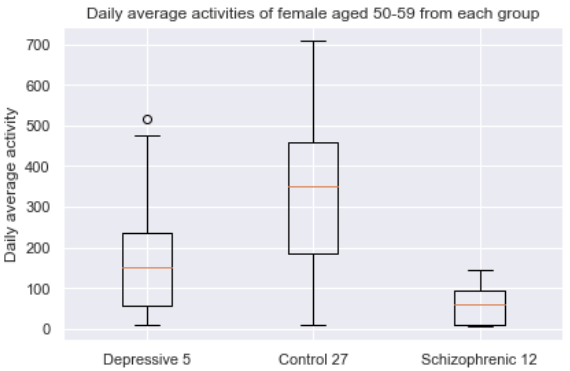 Daily average activities of female aged 50-59 from each group
Daily average activity
700
600
500
400
300
200
100
0
Depressive 5
Control 27
Schizophrenic 12